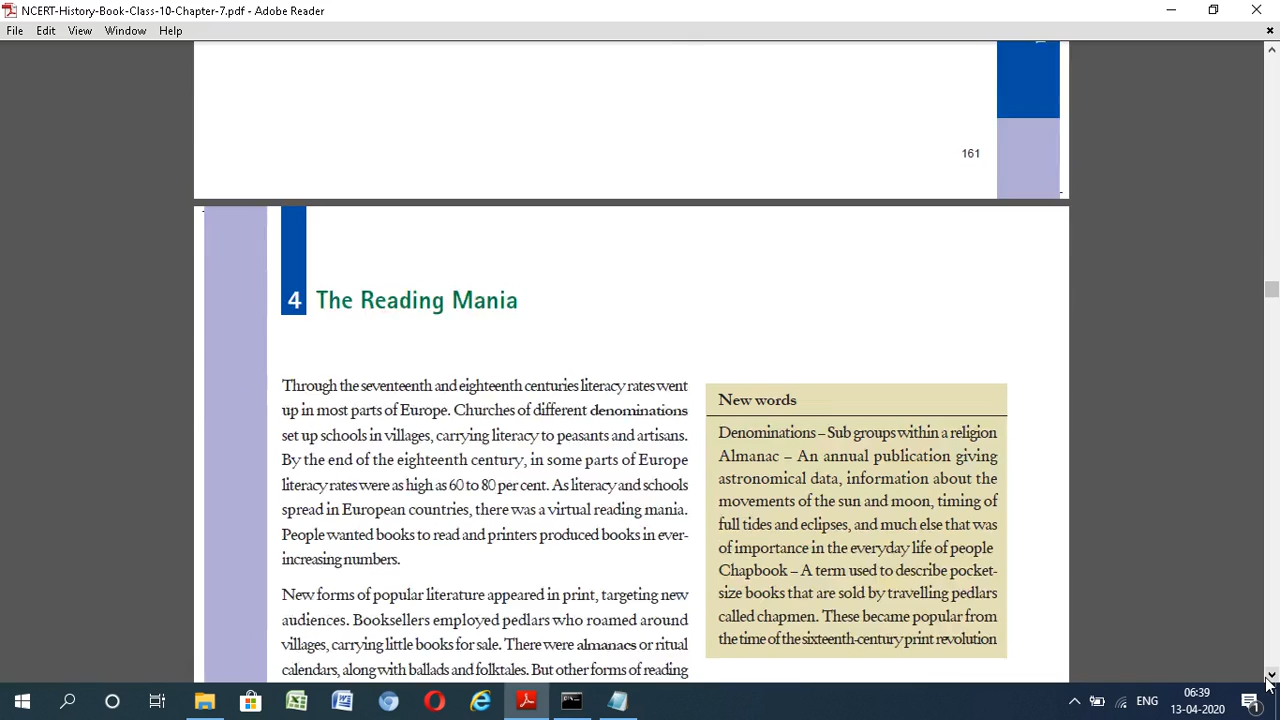 NCERT-History-Book-Class-10-Chapter-7.pdf - Adobe Reader
File Edit View Window Help
161
4 The Reading Mania
Through the seventeenth and eighteenth centuries literacy rates went
up in most parts of Europe. Churches of different denominations
set up schools in villages, carrying literacy to peasants and artisans.
By the end of the eighteenth century, in some parts of Europe
literacy rates were as high as 60 to 80 per cent. As literacy and schools
spread in European countries, there was a virtual reading mania.
People wanted books to read and printers produced books in ever-
increasing numbers.
New forms of popular literature appeared in print, targeting new
audiences. Booksellers employed pedlars who roamed around
villages, carrying little books for sale. There were almanacs or ritual
calendars, along with ballads and folktales. But other forms of reading
New words
Denominations – Sub groups within a religion
Almanac – An annual publication giving
astronomical data, information about the
movements of the sun and moon, timing of
full tides and eclipses, and much else that was
of importance in the everyday life of people
Chapbook – A term used to describe pocket-
size books that are sold by travelling pedlars
called chapmen. These became popular from
the time of the sixteenth-century print revolution
ENG
06:39
13-04-2020
1